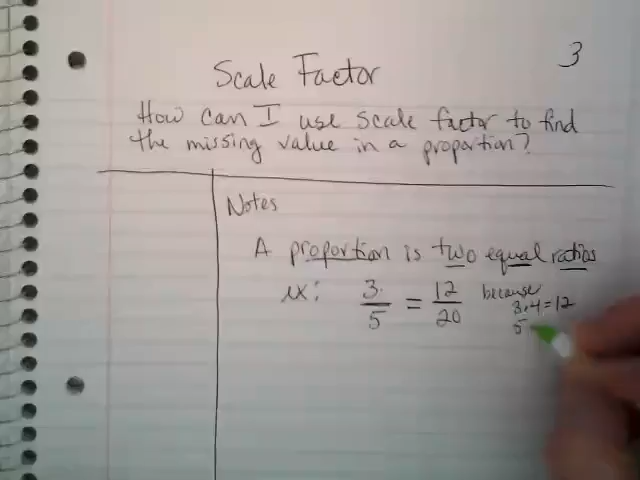 3
Scale Factor
How can I use scale factor to find
the missing value in a proportion?
Notes
A proportion is two equal ratios
ex: 3/5 = 12/20 because
3·4=12
5